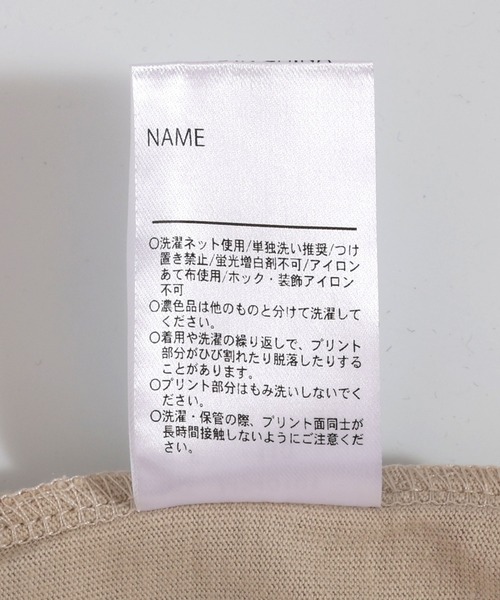 NAME
○洗濯ネット使用/単独洗い推奨/つけ
置き禁止/蛍光増白剤不可/アイロン
あて布使用/ホック・装飾アイロン
不可
○濃色品は他のものと分けて洗濯して
ください。
○着用や洗濯の繰り返しで、プリント
部分がひび割れたり脱落したりする
ことがあります。
○プリント部分はもみ洗いしないでく
ださい。
○洗濯・保管の際、プリント面同士が
長時間接触しないようにご注意くだ
さい。